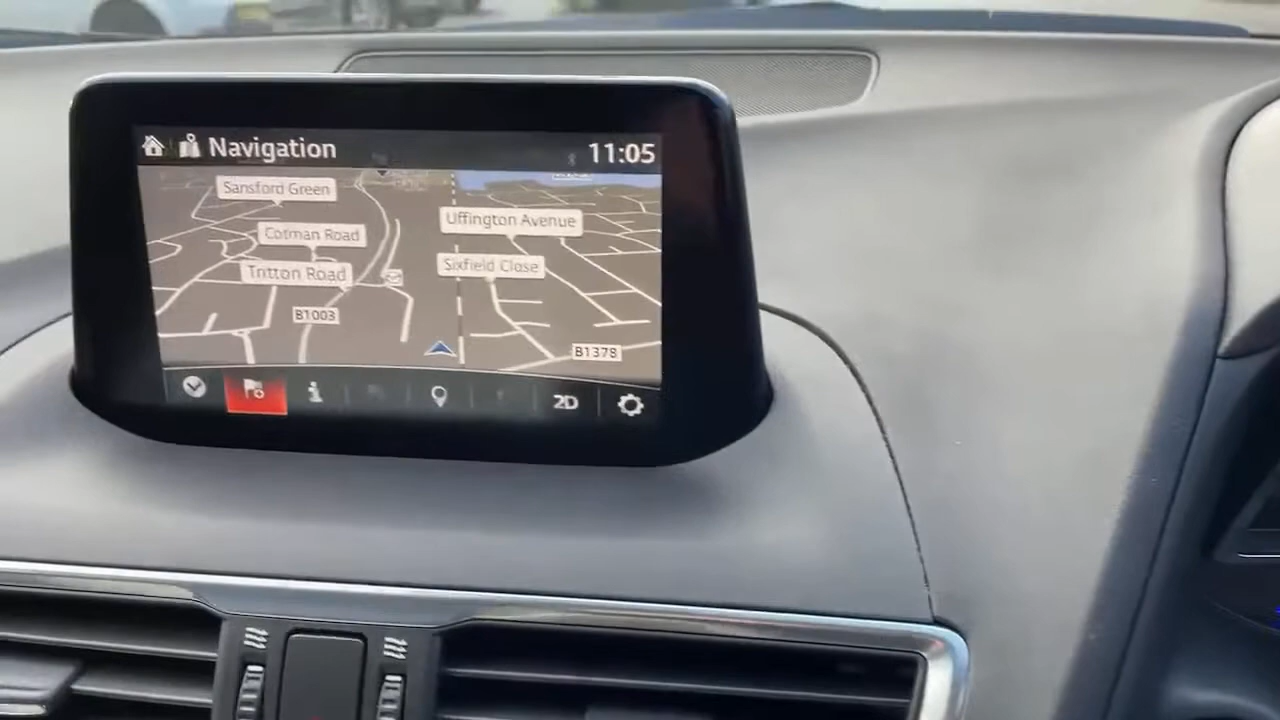 Navigation
11:05
Sansford Green
Uffington Avenue
Cotman Road
Sixfield Close
Tritton Road
B1003
B1378
2D